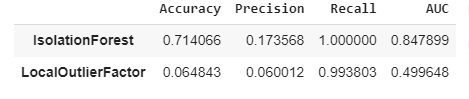 Accuracy Precision Recall AUC
IsolationForest 0.714066 0.173568 1.000000 0.847899
LocalOutlierFactor 0.064843 0.060012 0.993803 0.499648